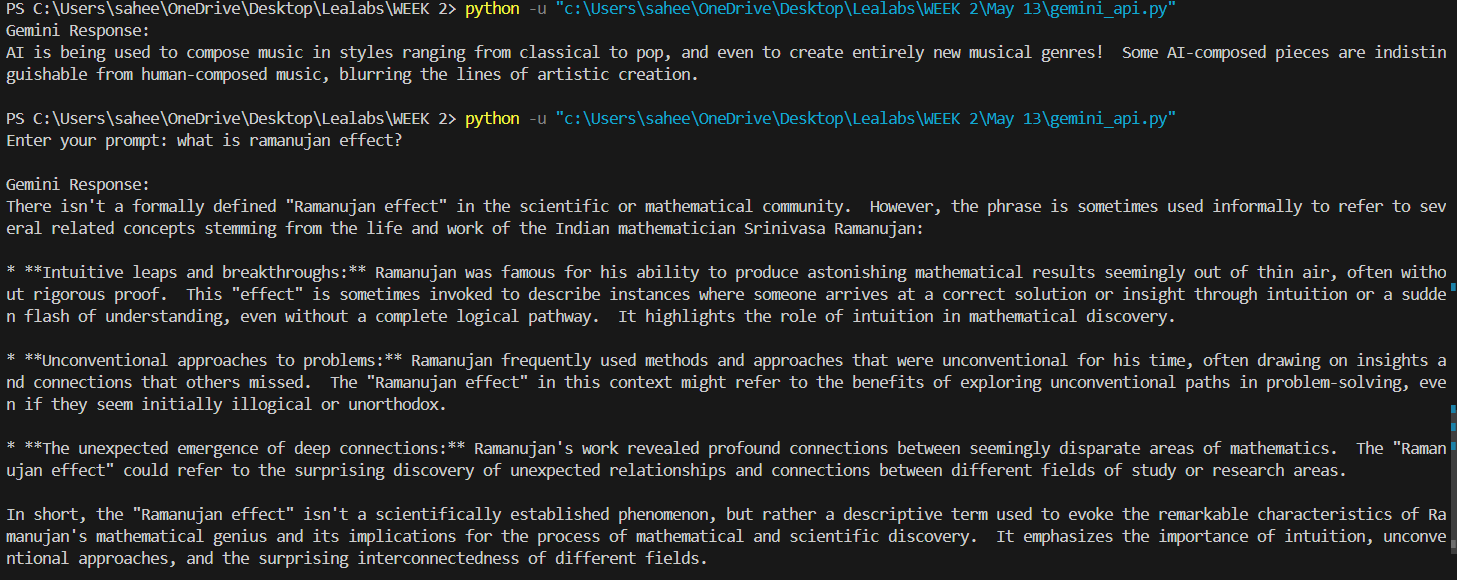 PS C:\Users\sahee\OneDrive\Desktop\Lealabs\WEEK 2> python -u "c:\Users\sahee\OneDrive\Desktop\Lealabs\WEEK 2\May 13\gemini_api.py"
Gemini Response:
AI is being used to compose music in styles ranging from classical to pop, and even to create entirely new musical genres!  Some AI-composed pieces are indistin
guishable from human-composed music, blurring the lines of artistic creation.
PS C:\Users\sahee\OneDrive\Desktop\Lealabs\WEEK 2> python -u "c:\Users\sahee\OneDrive\Desktop\Lealabs\WEEK 2\May 13\gemini_api.py"
Enter your prompt: what is ramanujan effect?
Gemini Response:
There isn't a formally defined "Ramanujan effect" in the scientific or mathematical community.  However, the phrase is sometimes used informally to refer to sev
eral related concepts stemming from the life and work of the Indian mathematician Srinivasa Ramanujan:
* **Intuitive leaps and breakthroughs:** Ramanujan was famous for his ability to produce astonishing mathematical results seemingly out of thin air, often witho
ut rigorous proof.  This "effect" is sometimes invoked to describe instances where someone arrives at a correct solution or insight through intuition or a sudde
n flash of understanding, even without a complete logical pathway.  It highlights the role of intuition in mathematical discovery.
* **Unconventional approaches to problems:** Ramanujan frequently used methods and approaches that were unconventional for his time, often drawing on insights a
nd connections that others missed.  The "Ramanujan effect" in this context might refer to the benefits of exploring unconventional paths in problem-solving, eve
n if they seem initially illogical or unorthodox.
* **The unexpected emergence of deep connections:** Ramanujan's work revealed profound connections between seemingly disparate areas of mathematics.  The "Raman
ujan effect" could refer to the surprising discovery of unexpected relationships and connections between different fields of study or research areas.
In short, the "Ramanujan effect" isn't a scientifically established phenomenon, but rather a descriptive term used to evoke the remarkable characteristics of Ra
manujan's mathematical genius and its implications for the process of mathematical and scientific discovery.  It emphasizes the importance of intuition, unconve
ntional approaches, and the surprising interconnectedness of different fields.